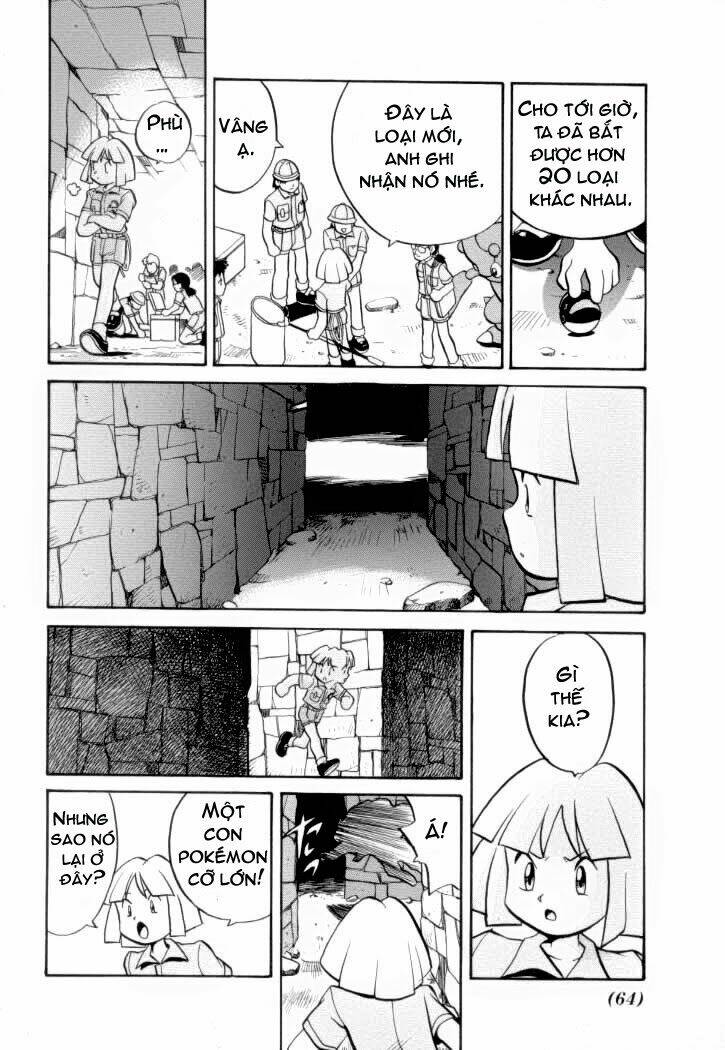 CHO TỚI GIỜ,
TA ĐÃ BẮT
ĐƯỢC HƠN
20 LOẠI
KHÁC NHAU.
ĐÂY LÀ
LOẠI MỚI,
ANH GHI
NHẬN NÓ NHÉ.
VÂNG
Ạ.
PHÙ
...
GÌ
THẾ
KIA?
Á!
MỘT
CON
POKÉMON
CỠ LỚN!
NHƯNG
SAO NÓ
LẠI Ở
ĐÂY?
(64)